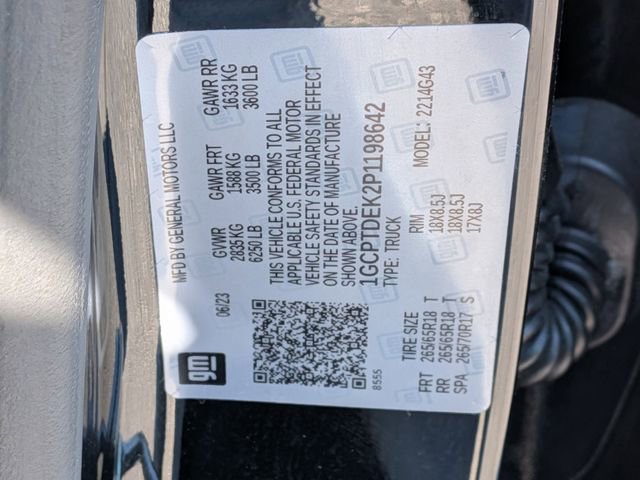 gm
MFD BY GENERAL MOTORS LLC
06/23 GVWR GAWR FRT GAWR RR
2835 KG 1588 KG 1633 KG
6250 LB 3500 LB 3600 LB
THIS VEHICLE CONFORMS TO ALL
APPLICABLE U.S. FEDERAL MOTOR
VEHICLE SAFETY STANDARDS IN EFFECT
ON THE DATE OF MANUFACTURE
SHOWN ABOVE.
1GCPTDEK2P1198642
8555 TYPE: TRUCK MODEL: 2214G43
TIRE SIZE RIM
FRT 265/65R18 T 18X8.5J
RR 265/65R18 T 18X8.5J
SPA 265/70R17 S 17X8J